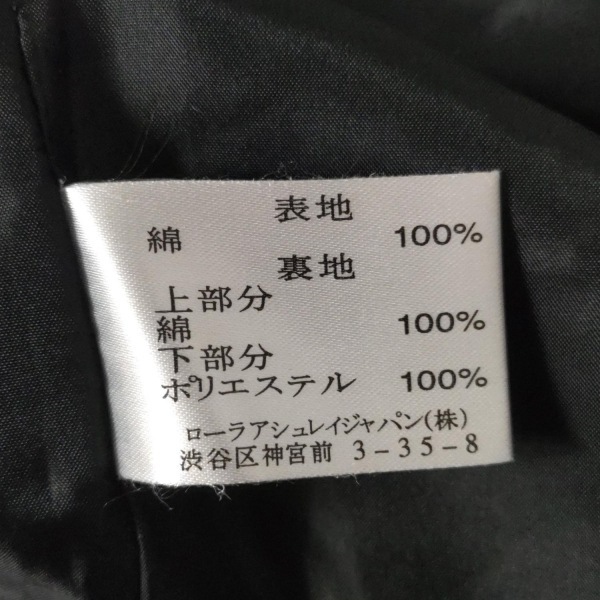 表地
綿 100%
裏地
上部分
綿 100%
下部分
ポリエステル 100%
ローラアシュレイジャパン(株)
渋谷区神宮前 3-35-8